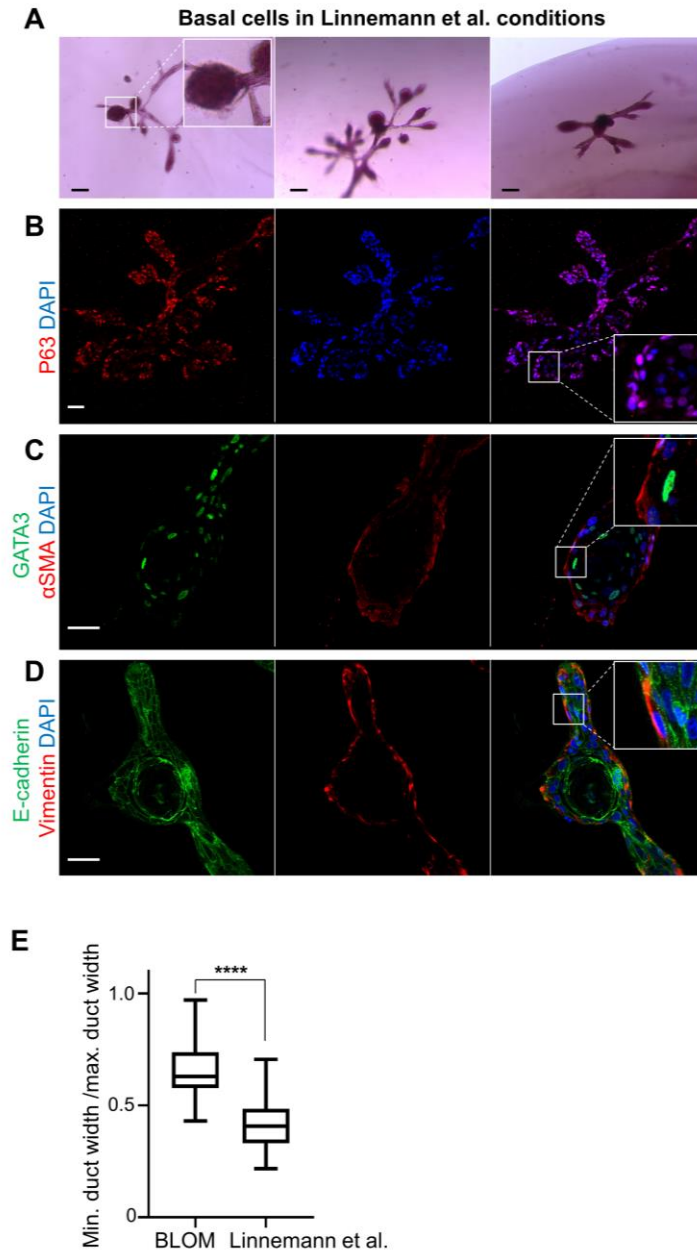 A
Basal cells in Linnemann et al. conditions
B
P63 DAPI
C
GATA3
αSMA DAPI
D
E-cadherin
Vimentin DAPI
E
Min. duct width /max. duct width
****
1.0
0.5
0
BLOM
Linnemann et al.